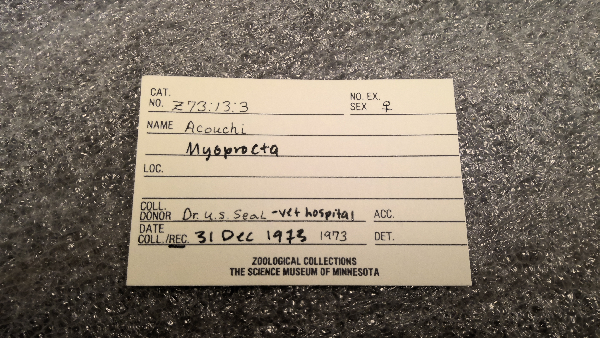 CAT. NO. Z73:13:3 NO EX. SEX ♀
NAME Acouchi
Myoprocta
LOC.
COLL. DONOR Dr. U.S. Seal -vet hospital ACC.
DATE COLL./REC. 31 Dec 1973 1973 DET.
ZOOLOGICAL COLLECTIONS
THE SCIENCE MUSEUM OF MINNESOTA